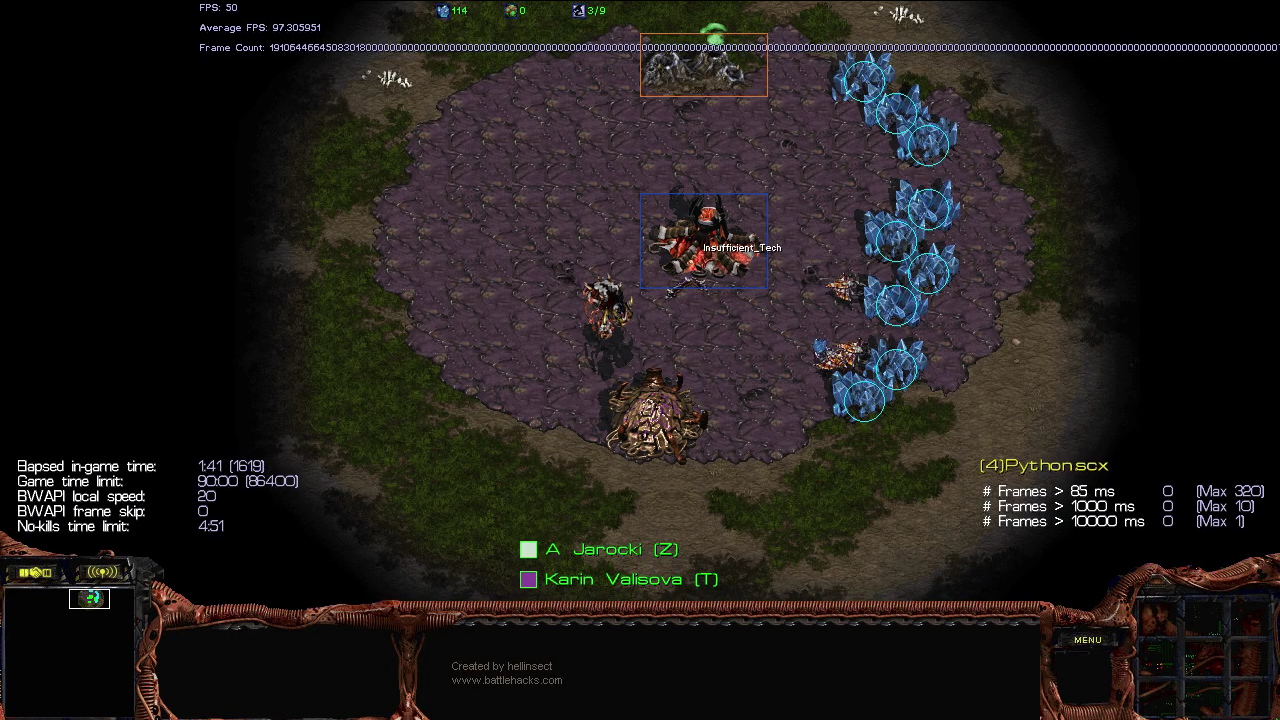 FPS: 50
114 0 3/9
Average FPS: 97.305951
Insufficient_Tech
Elapsed in-game time: 1:41 (1619)
Game time limit: 90:00 (86400)
BWAPI local speed: 20
BWAPI frame skip: 0
No-kills time limit: 4:51
(4)Python.scx
# Frames > 85 ms 0 (Max 320)
# Frames > 1000 ms 0 (Max 10)
# Frames > 10000 ms 0 (Max 1)
A Jarocki (Z)
Karin Valisova (T)
MENU
Created by hellinsect
www.battlehacks.com